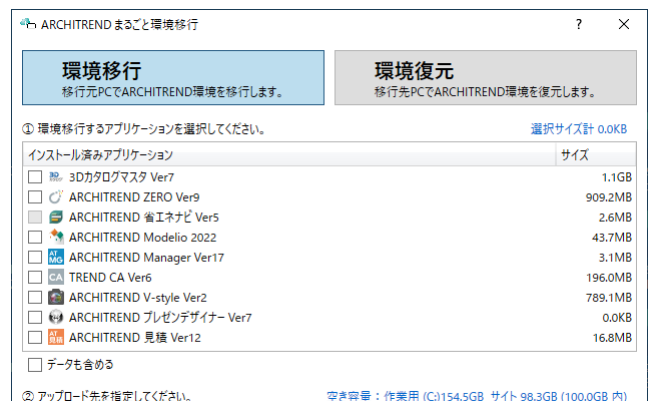 ARCHITREND まるごと環境移行
環境移行
移行元PCでARCHITREND環境を移行します。
環境復元
移行先PCでARCHITREND環境を復元します。
① 環境移行するアプリケーションを選択してください。 選択サイズ計 0.0KB
インストール済みアプリケーション サイズ
3Dカタログマスタ Ver7 1.1GB
ARCHITREND ZERO Ver9 909.2MB
ARCHITREND 省エネナビ Ver5 2.6MB
ARCHITREND Modelio 2022 43.7MB
ARCHITREND Manager Ver17 3.1MB
TREND CA Ver6 196.0MB
ARCHITREND V-style Ver2 789.1MB
ARCHITREND プレゼンデザイナー Ver7 0.0KB
ARCHITREND 見積 Ver12 16.8MB
データも含める
② アップロード先を指定してください。 空き容量:作業用 (C:)154.5GB サイト 98.3GB (100.0GB 内)